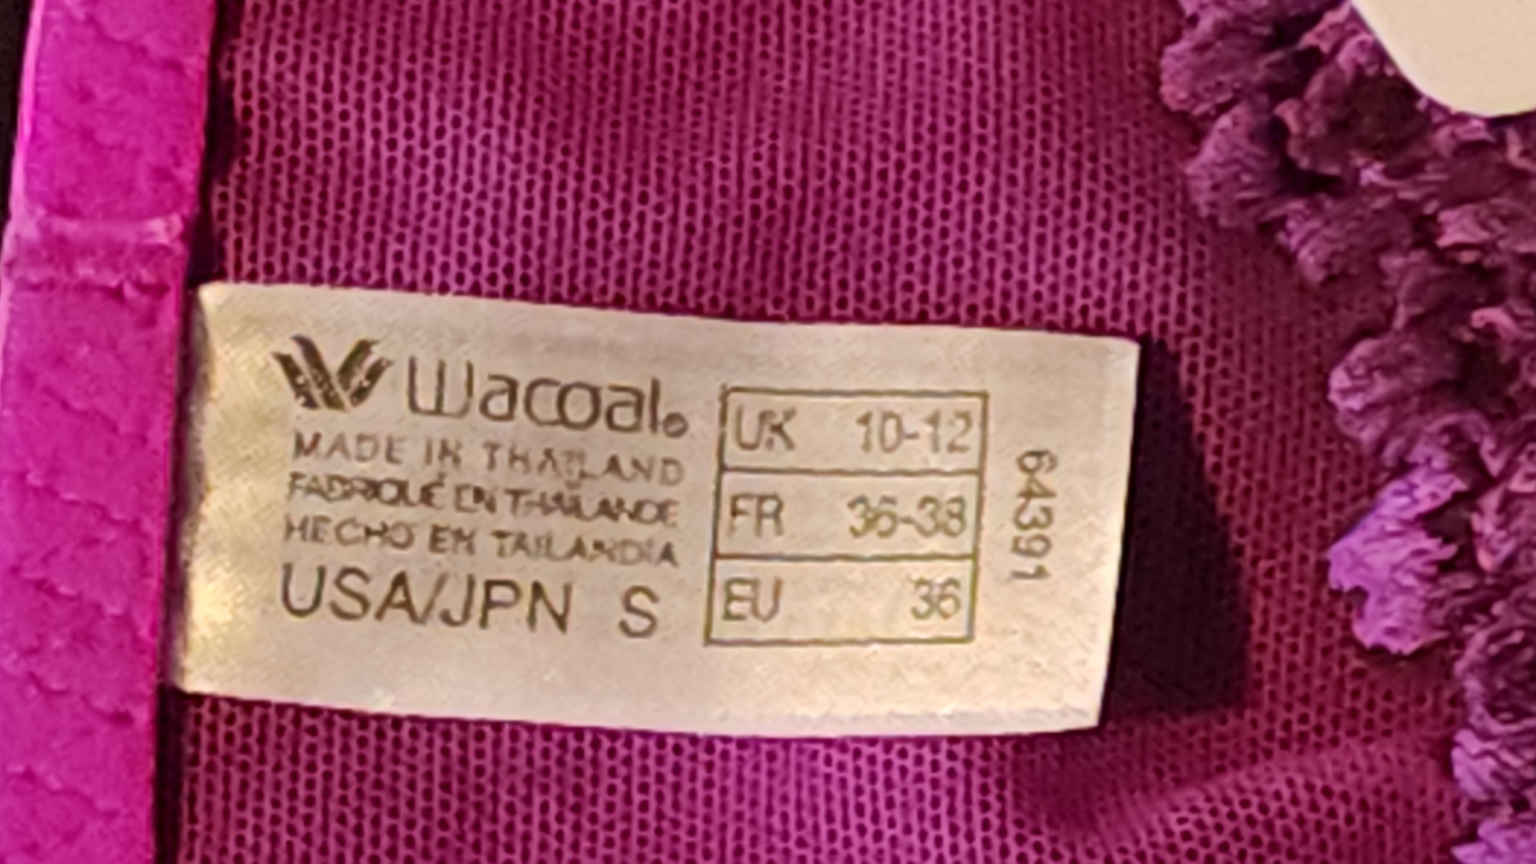 Wacoal®
MADE IN THAILAND
FABRIQUÉ EN THAILANDE
HECHO EN TAILANDIA
USA/JPN S
UK 10-12
FR 36-38
EU 36
64391